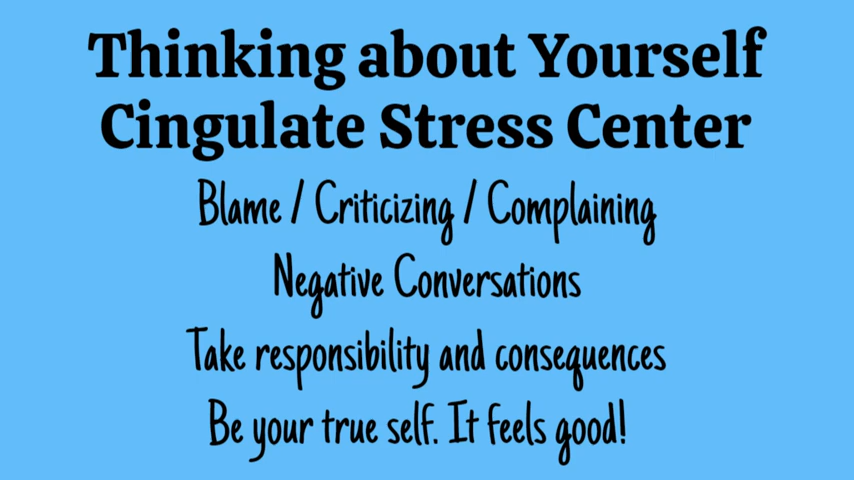 Thinking about Yourself
Cingulate Stress Center
Blame / Criticizing / Complaining
Negative Conversations
Take responsibility and consequences
Be your true self. It feels good!